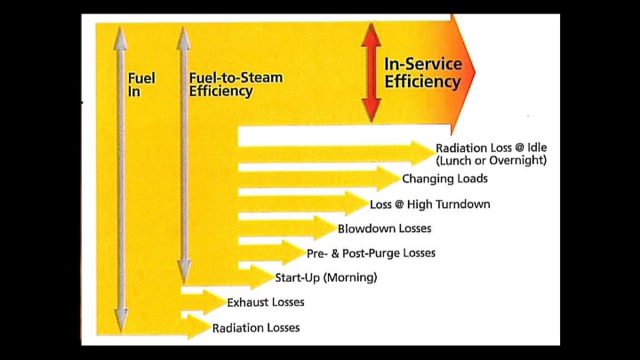 Fuel
In
Fuel-to-Steam
Efficiency
In-Service
Efficiency
Radiation Loss @ Idle
(Lunch or Overnight)
Changing Loads
Loss @ High Turndown
Blowdown Losses
Pre- & Post-Purge Losses
Start-Up (Morning)
Exhaust Losses
Radiation Losses